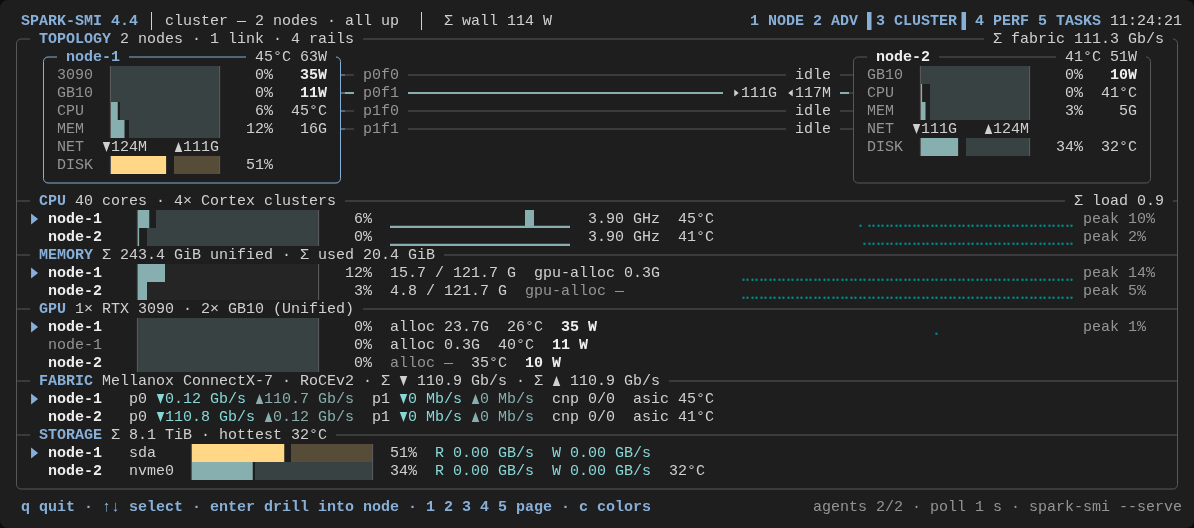 SPARK-SMI 4.4 │ cluster — 2 nodes · all up │ Σ wall 114 W 1 NODE 2 ADV ▌3 CLUSTER▐ 4 PERF 5 TASKS 11:24:21
TOPOLOGY 2 nodes · 1 link · 4 rails Σ fabric 111.3 Gb/s
node-1 45°C 63W node-2 41°C 51W
3090 0% 35W p0f0 idle GB10 0% 10W
GB10 0% 11W p0f1 ▸111G ◂117M CPU 0% 41°C
CPU 6% 45°C p1f0 idle MEM 3% 5G
MEM 12% 16G p1f1 idle NET ▼111G ▲124M
NET ▼124M ▲111G DISK 34% 32°C
DISK 51%
CPU 40 cores · 4× Cortex clusters Σ load 0.9
▶ node-1 6% 3.90 GHz 45°C peak 10%
node-2 0% 3.90 GHz 41°C peak 2%
MEMORY Σ 243.4 GiB unified · Σ used 20.4 GiB
▶ node-1 12% 15.7 / 121.7 G gpu-alloc 0.3G peak 14%
node-2 3% 4.8 / 121.7 G gpu-alloc — peak 5%
GPU 1× RTX 3090 · 2× GB10 (Unified)
▶ node-1 0% alloc 23.7G 26°C 35 W peak 1%
node-1 0% alloc 0.3G 40°C 11 W
node-2 0% alloc — 35°C 10 W
FABRIC Mellanox ConnectX-7 · RoCEv2 · Σ ▼ 110.9 Gb/s · Σ ▲ 110.9 Gb/s
▶ node-1 p0 ▼0.12 Gb/s ▲110.7 Gb/s p1 ▼0 Mb/s ▲0 Mb/s cnp 0/0 asic 45°C
node-2 p0 ▼110.8 Gb/s ▲0.12 Gb/s p1 ▼0 Mb/s ▲0 Mb/s cnp 0/0 asic 41°C
STORAGE Σ 8.1 TiB · hottest 32°C
▶ node-1 sda 51% R 0.00 GB/s W 0.00 GB/s
node-2 nvme0 34% R 0.00 GB/s W 0.00 GB/s 32°C
q quit · ↑↓ select · enter drill into node · 1 2 3 4 5 page · c colors agents 2/2 · poll 1 s · spark-smi --serve